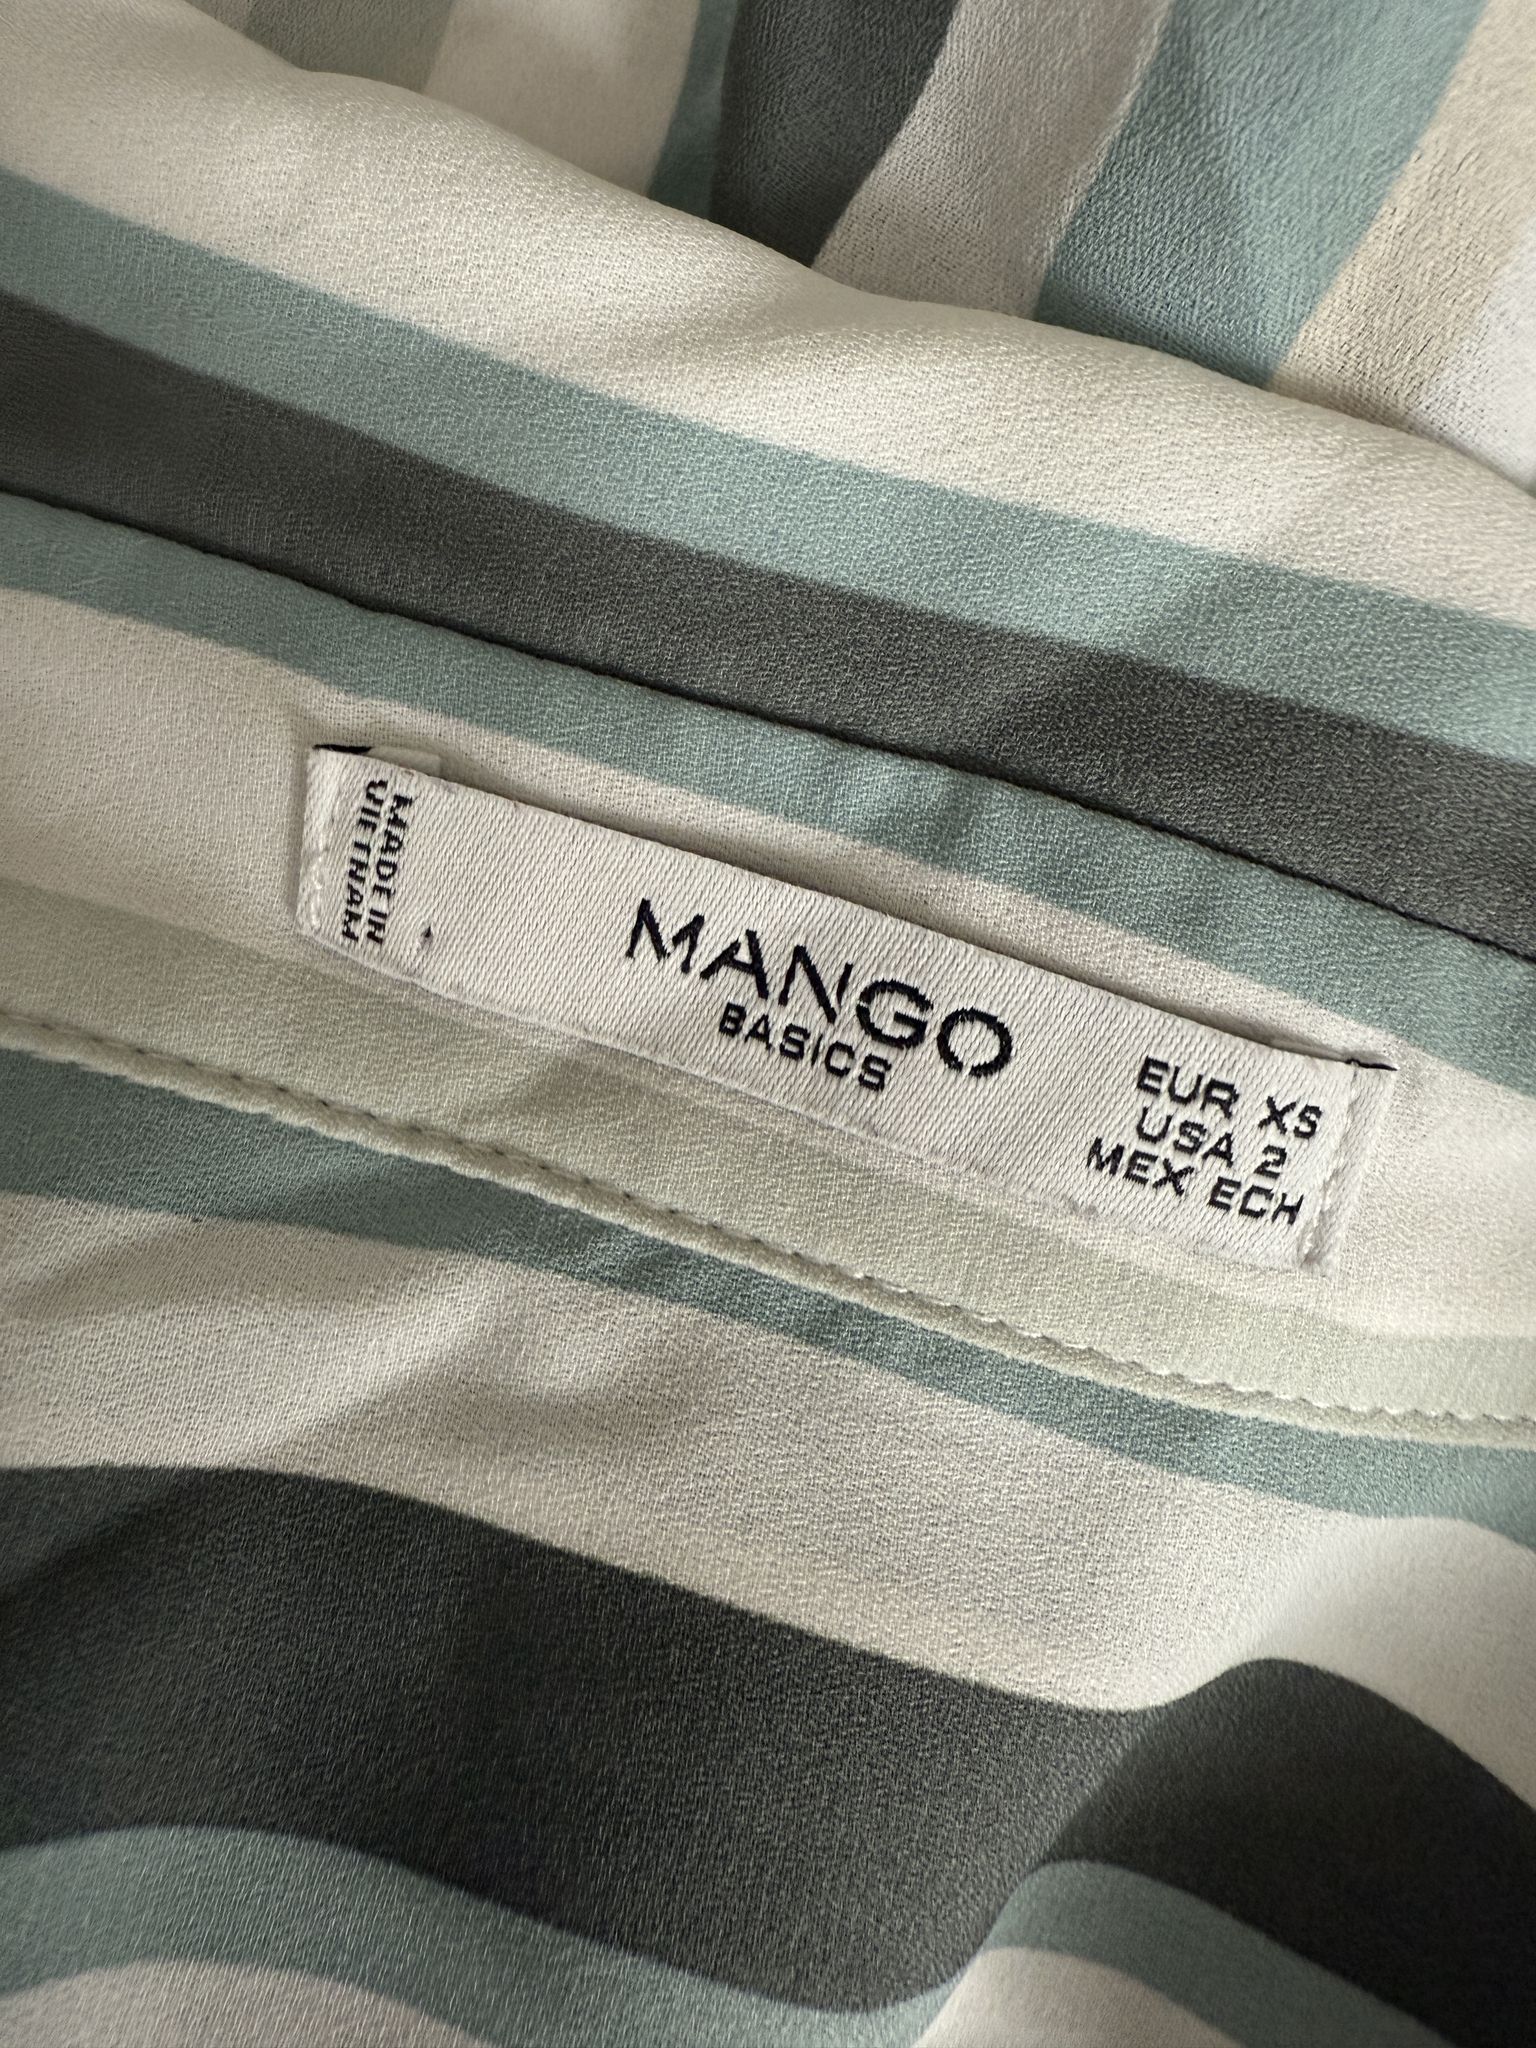 MADE IN
VIETNAM
MANGO
BASICS
EUR XS
USA 2
MEX ECH